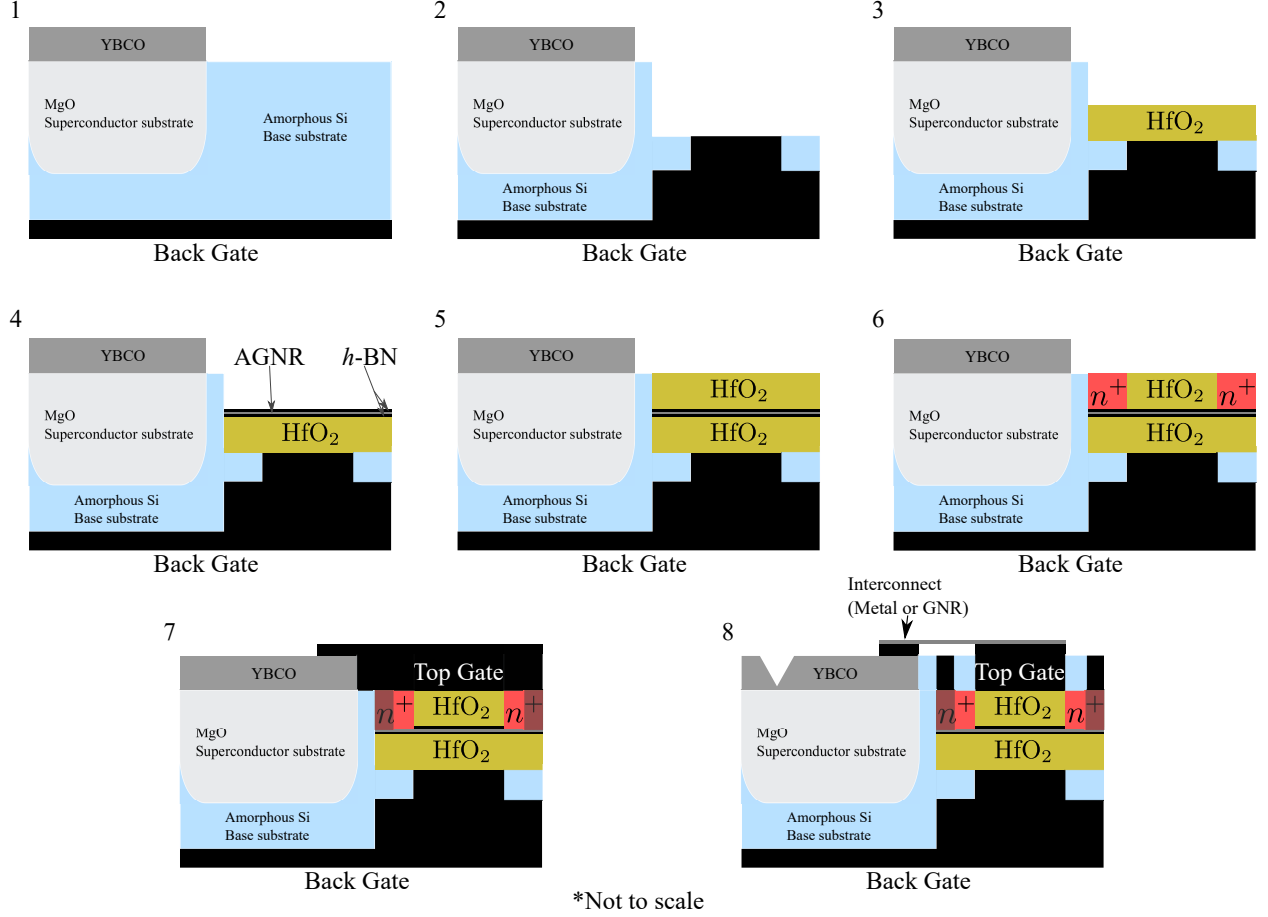 1
YBCO
MgO
Superconductor substrate
Amorphous Si
Base substrate
Back Gate
2
YBCO
MgO
Superconductor substrate
Amorphous Si
Base substrate
Back Gate
3
YBCO
MgO
Superconductor substrate
HfO₂
Amorphous Si
Base substrate
Back Gate
4
YBCO
AGNR
h-BN
MgO
Superconductor substrate
HfO₂
Amorphous Si
Base substrate
Back Gate
5
YBCO
HfO₂
MgO
Superconductor substrate
HfO₂
Amorphous Si
Base substrate
Back Gate
6
YBCO
n⁺ HfO₂ n⁺
MgO
Superconductor substrate
HfO₂
Amorphous Si
Base substrate
Back Gate
7
YBCO
Top Gate
n⁺ HfO₂ n⁺
MgO
Superconductor substrate
HfO₂
Amorphous Si
Base substrate
Back Gate
8
Interconnect
(Metal or GNR)
YBCO
Top Gate
n⁺ HfO₂ n⁺
MgO
Superconductor substrate
HfO₂
Amorphous Si
Base substrate
Back Gate
*Not to scale